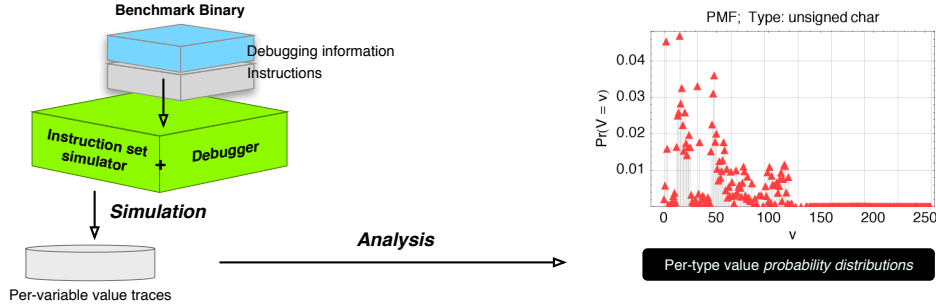 Benchmark Binary
Debugging information
Instructions
Instruction set
simulator
+
Debugger
Simulation
Per-variable value traces
Analysis
PMF; Type: unsigned char
Pr(V = v)
0.04
0.03
0.02
0.01
0 50 100 150 200 250
v
Per-type value probability distributions